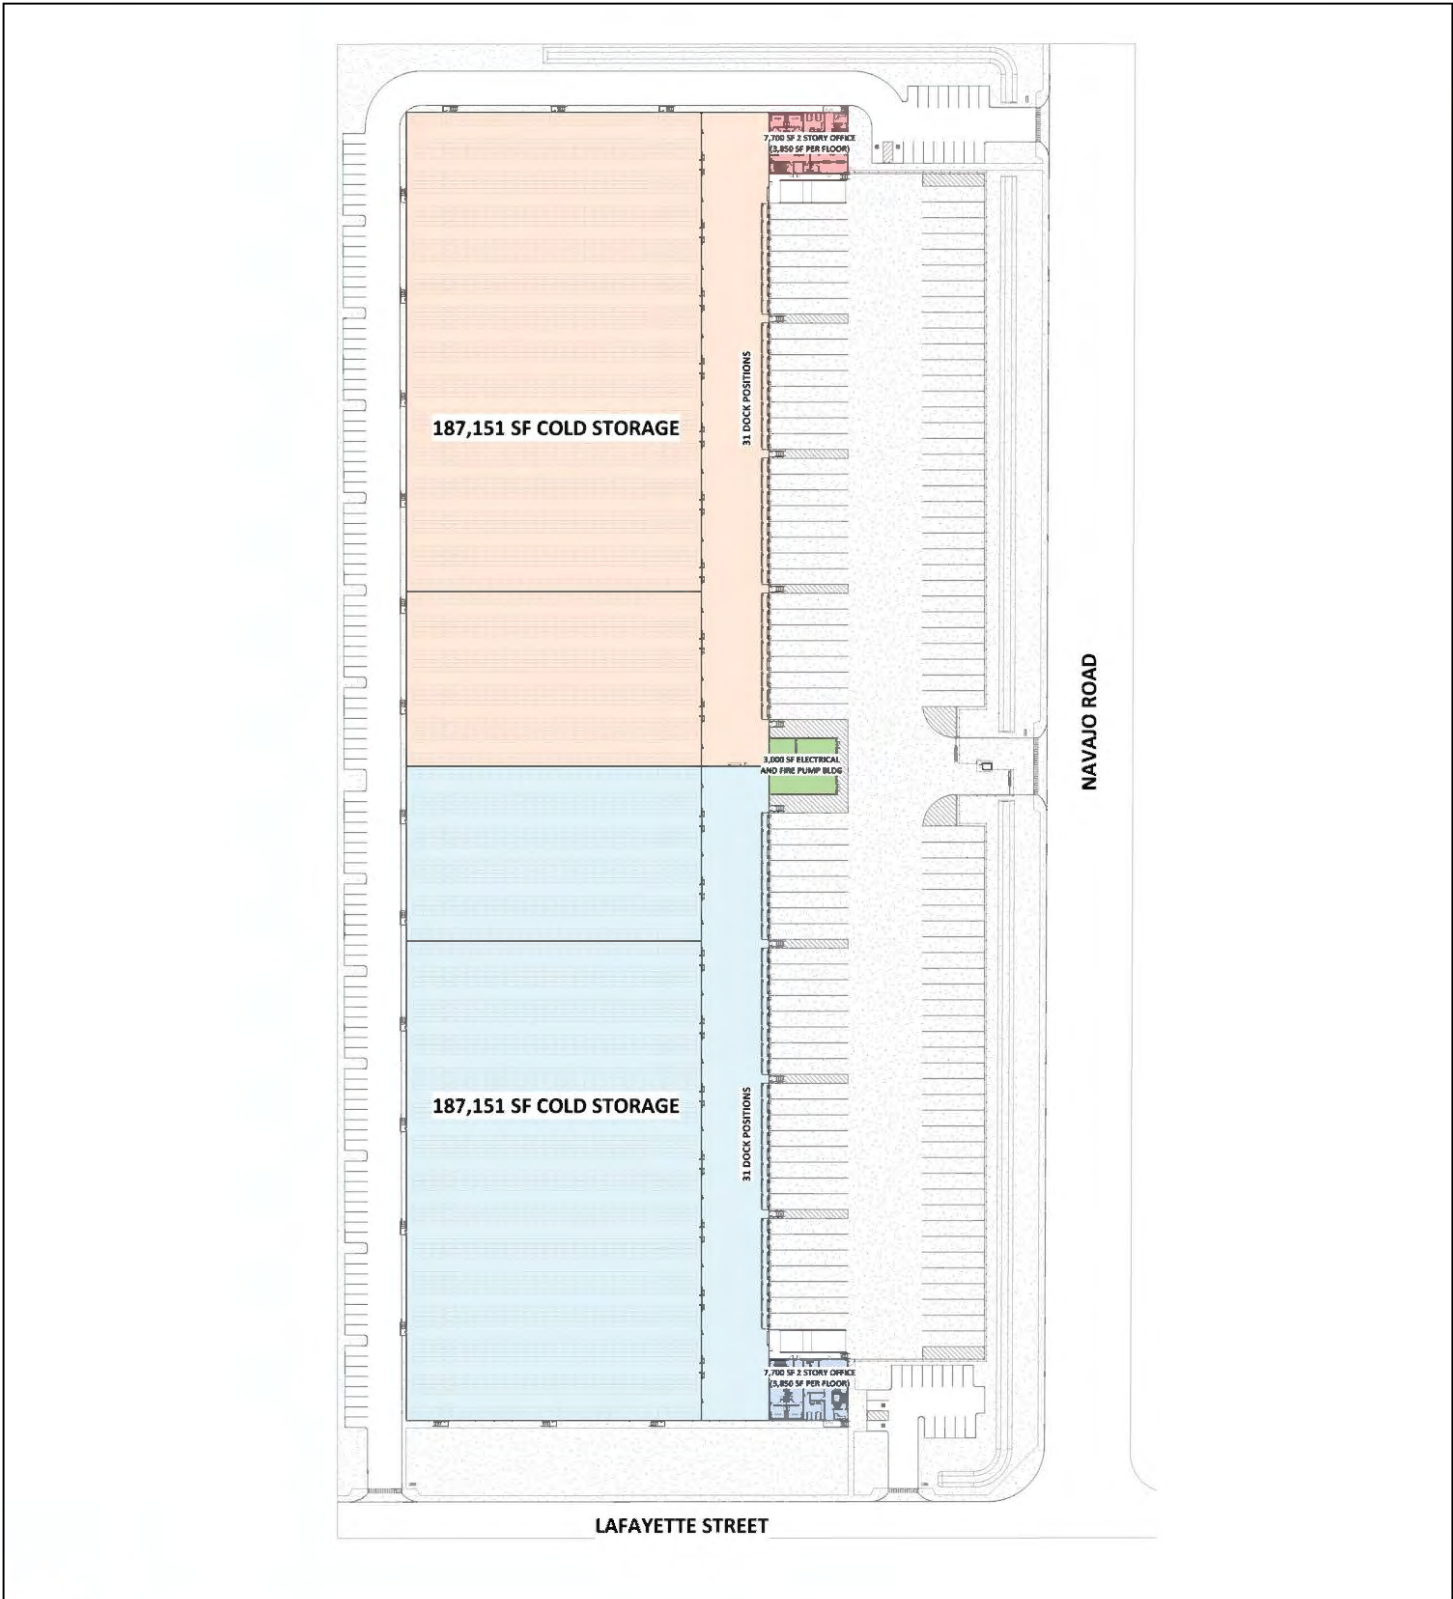 7,700 SF 2 STORY OFFICE
(3,850 SF PER FLOOR)
187,151 SF COLD STORAGE
31 DOCK POSITIONS
NAVAJO ROAD
3,000 SF ELECTRICAL
AND FIRE PUMP BLDG
187,151 SF COLD STORAGE
31 DOCK POSITIONS
7,700 SF 2 STORY OFFICE
(3,850 SF PER FLOOR)
LAFAYETTE STREET